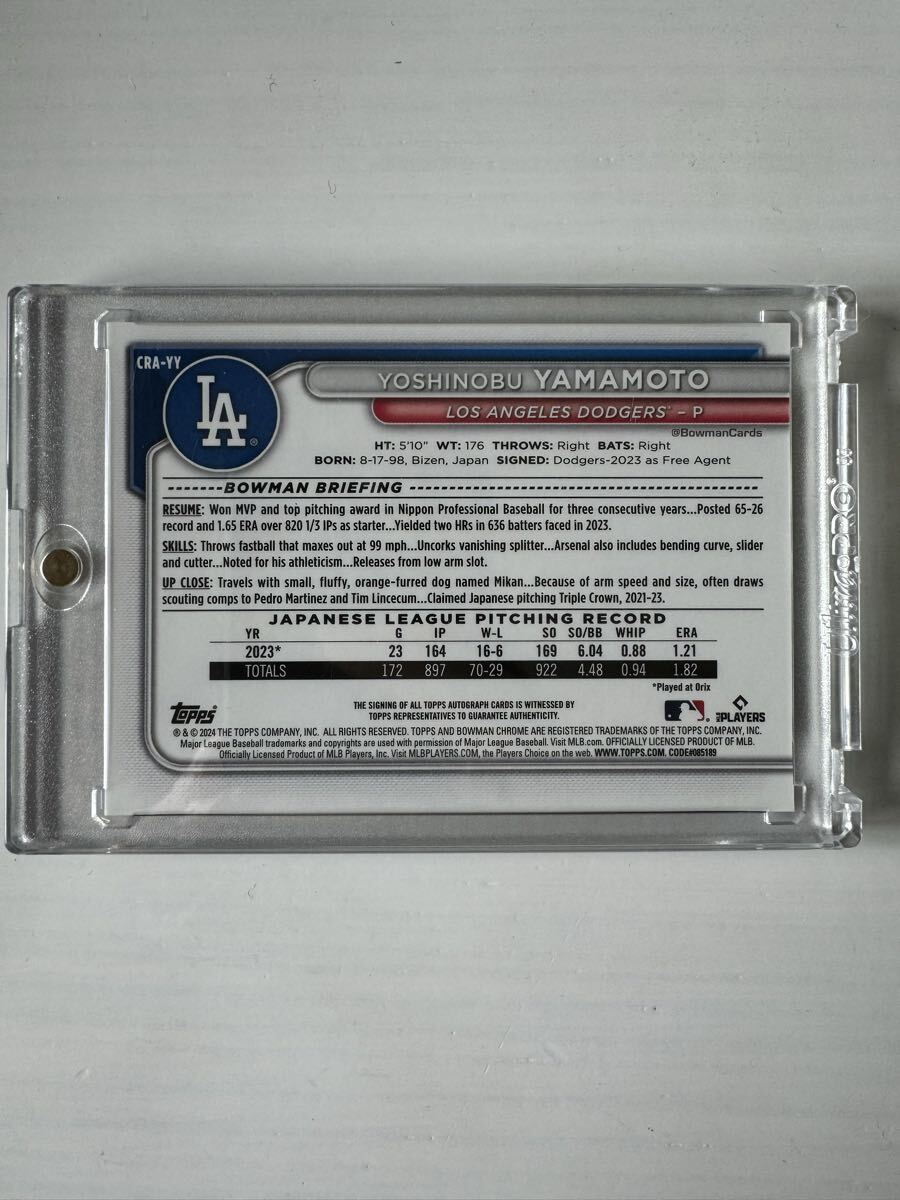 CRA-YY
LA
®
YOSHINOBU YAMAMOTO
LOS ANGELES DODGERS® – P
@BowmanCards
HT: 5'10" WT: 176 THROWS: Right BATS: Right
BORN: 8-17-98, Bizen, Japan SIGNED: Dodgers-2023 as Free Agent
BOWMAN BRIEFING
RESUME: Won MVP and top pitching award in Nippon Professional Baseball for three consecutive years...Posted 65-26
record and 1.65 ERA over 820 1/3 IPs as starter...Yielded two HRs in 636 batters faced in 2023.
SKILLS: Throws fastball that maxes out at 99 mph...Uncorks vanishing splitter...Arsenal also includes bending curve, slider
and cutter...Noted for his athleticism...Releases from low arm slot.
UP CLOSE: Travels with small, fluffy, orange-furred dog named Mikan...Because of arm speed and size, often draws
scouting comps to Pedro Martinez and Tim Lincecum...Claimed Japanese pitching Triple Crown, 2021-23.
JAPANESE LEAGUE PITCHING RECORD
YR G IP W-L SO SO/BB WHIP ERA
2023* 23 164 16-6 169 6.04 0.88 1.21
TOTALS 172 897 70-29 922 4.48 0.94 1.82
*Played at Orix
topps®
THE SIGNING OF ALL TOPPS AUTOGRAPH CARDS IS WITNESSED BY
TOPPS REPRESENTATIVES TO GUARANTEE AUTHENTICITY.
PLAYERS
® & © 2024 THE TOPPS COMPANY, INC. ALL RIGHTS RESERVED. TOPPS AND BOWMAN CHROME ARE REGISTERED TRADEMARKS OF THE TOPPS COMPANY, INC.
Major League Baseball trademarks and copyrights are used with permission of Major League Baseball. Visit MLB.com. OFFICIALLY LICENSED PRODUCT OF MLB.
Officially Licensed Product of MLB Players, Inc. Visit MLBPLAYERS.COM, the Players Choice on the web. WWW.TOPPS.COM. CODE#085189
Ultra·PRO®